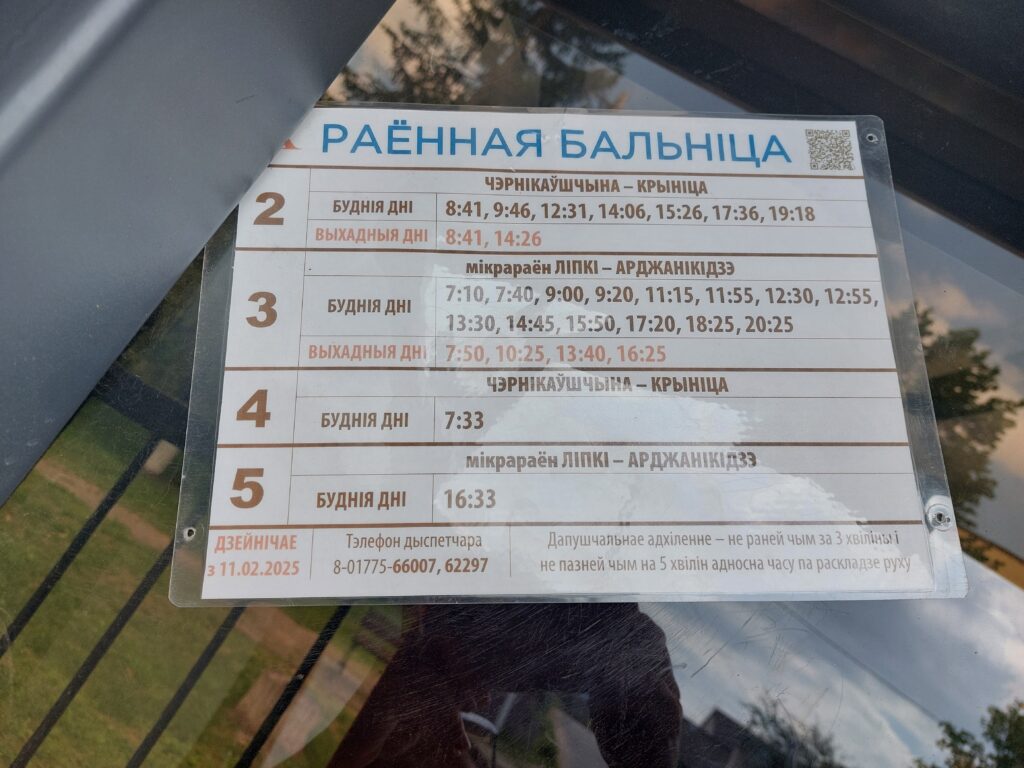 РАЁННАЯ БАЛЬНІЦА
2
ЧЭРНІКАЎШЧЫНА – КРЫНІЦА
БУДНІЯ ДНІ 8:41, 9:46, 12:31, 14:06, 15:26, 17:36, 19:18
ВЫХАДНЫЯ ДНІ 8:41, 14:26
3
мікрараён ЛІПКІ – АРДЖАНІКІДЗЭ
БУДНІЯ ДНІ 7:10, 7:40, 9:00, 9:20, 11:15, 11:55, 12:30, 12:55,
13:30, 14:45, 15:50, 17:20, 18:25, 20:25
ВЫХАДНЫЯ ДНІ 7:50, 10:25, 13:40, 16:25
4
ЧЭРНІКАЎШЧЫНА – КРЫНІЦА
БУДНІЯ ДНІ 7:33
5
мікрараён ЛІПКІ – АРДЖАНІКІДЗЭ
БУДНІЯ ДНІ 16:33
ДЗЕЙНІЧАЕ
з 11.02.2025
Тэлефон дыспетчара
8-01775-66007, 62297
Дапушчальнае адхіленне – не раней чым за 3 хвіліны і
не пазней чым на 5 хвілін адносна часу па раскладзе руху